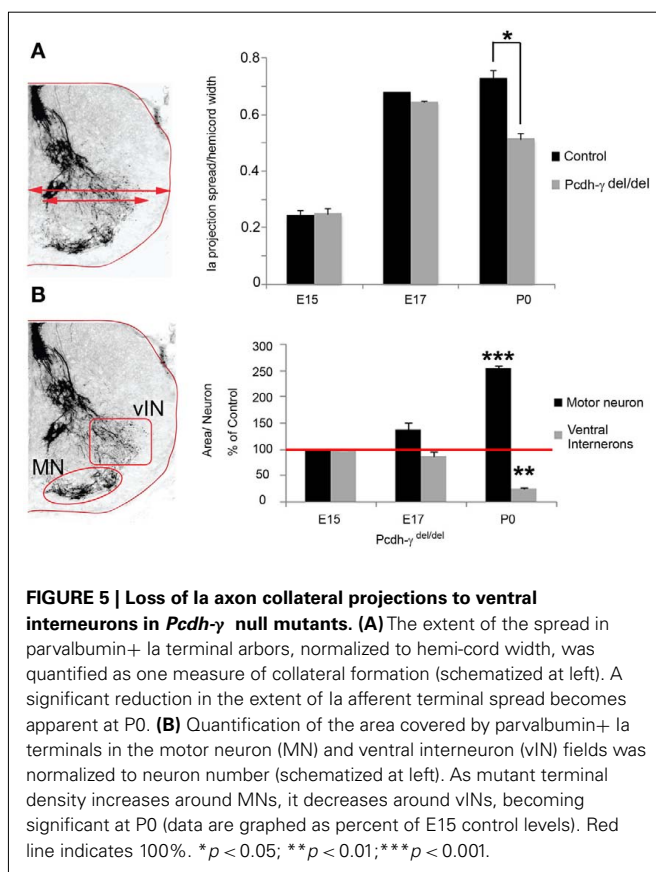 A
0.8
0.6
0.4
0.2
0
Ia projection spread/hemicord width
*
Control
Pcdh-γ del/del
E15
E17
P0
B
vIN
MN
300
250
200
150
100
50
0
Area/ Neuron
% of Control
***
**
Motor neuron
Ventral
Internerons
E15
E17
P0
Pcdh-γ del/del
FIGURE 5 | Loss of Ia axon collateral projections to ventral
interneurons in Pcdh-γ null mutants. (A) The extent of the spread in
parvalbumin+ Ia terminal arbors, normalized to hemi-cord width, was
quantified as one measure of collateral formation (schematized at left). A
significant reduction in the extent of Ia afferent terminal spread becomes
apparent at P0. (B) Quantification of the area covered by parvalbumin+ Ia
terminals in the motor neuron (MN) and ventral interneuron (vIN) fields was
normalized to neuron number (schematized at left). As mutant terminal
density increases around MNs, it decreases around vINs, becoming
significant at P0 (data are graphed as percent of E15 control levels). Red
line indicates 100%. *p < 0.05; **p < 0.01;***p < 0.001.